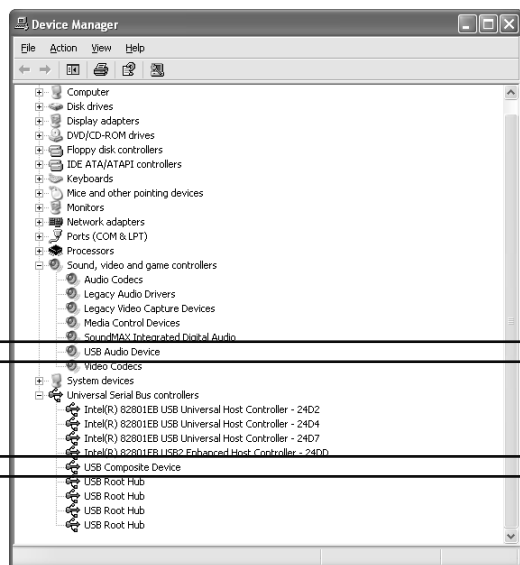 Device Manager
File Action View Help
Computer
Disk drives
Display adapters
DVD/CD-ROM drives
Floppy disk controllers
IDE ATA/ATAPI controllers
Keyboards
Mice and other pointing devices
Monitors
Network adapters
Ports (COM & LPT)
Processors
Sound, video and game controllers
Audio Codecs
Legacy Audio Drivers
Legacy Video Capture Devices
Media Control Devices
SoundMAX Integrated Digital Audio
USB Audio Device
Video Codecs
System devices
Universal Serial Bus controllers
Intel(R) 82801EB USB Universal Host Controller - 24D2
Intel(R) 82801EB USB Universal Host Controller - 24D4
Intel(R) 82801EB USB Universal Host Controller - 24D7
Intel(R) 82801EB USB2 Enhanced Host Controller - 24DD
USB Composite Device
USB Root Hub
USB Root Hub
USB Root Hub
USB Root Hub